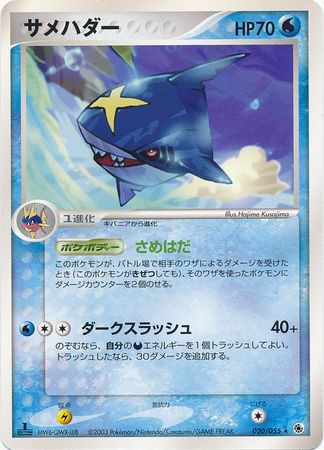 サメハダー HP70
Illus. Hajime Kusajima
1進化 キバニアから進化
ポケボディー さめはだ
このポケモンが、バトル場で相手のワザによるダメージを受けた
とき(このポケモンがきぜつしても)、そのワザを使ったポケモンに
ダメージカウンターを2個のせる。
ダークスラッシュ 40+
のぞむなら、自分のエネルギーを1個トラッシュしてよい。
トラッシュしたなら、30ダメージを追加する。
弱点 抵抗力 にげる
1 EDITION MW6-QWX-L08 ©2003 Pokémon/Nintendo/Creatures/GAME FREAK 020/055 ★